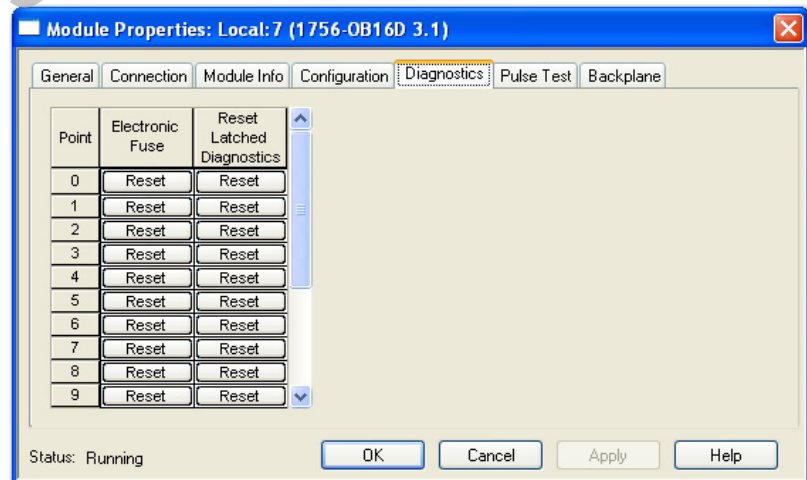 Module Properties: Local:7 (1756-OB16D 3.1)
General Connection Module Info Configuration Diagnostics Pulse Test Backplane
Point Electronic Fuse Reset Latched Diagnostics
0 Reset Reset
1 Reset Reset
2 Reset Reset
3 Reset Reset
4 Reset Reset
5 Reset Reset
6 Reset Reset
7 Reset Reset
8 Reset Reset
9 Reset Reset
Status: Running OK Cancel Apply Help